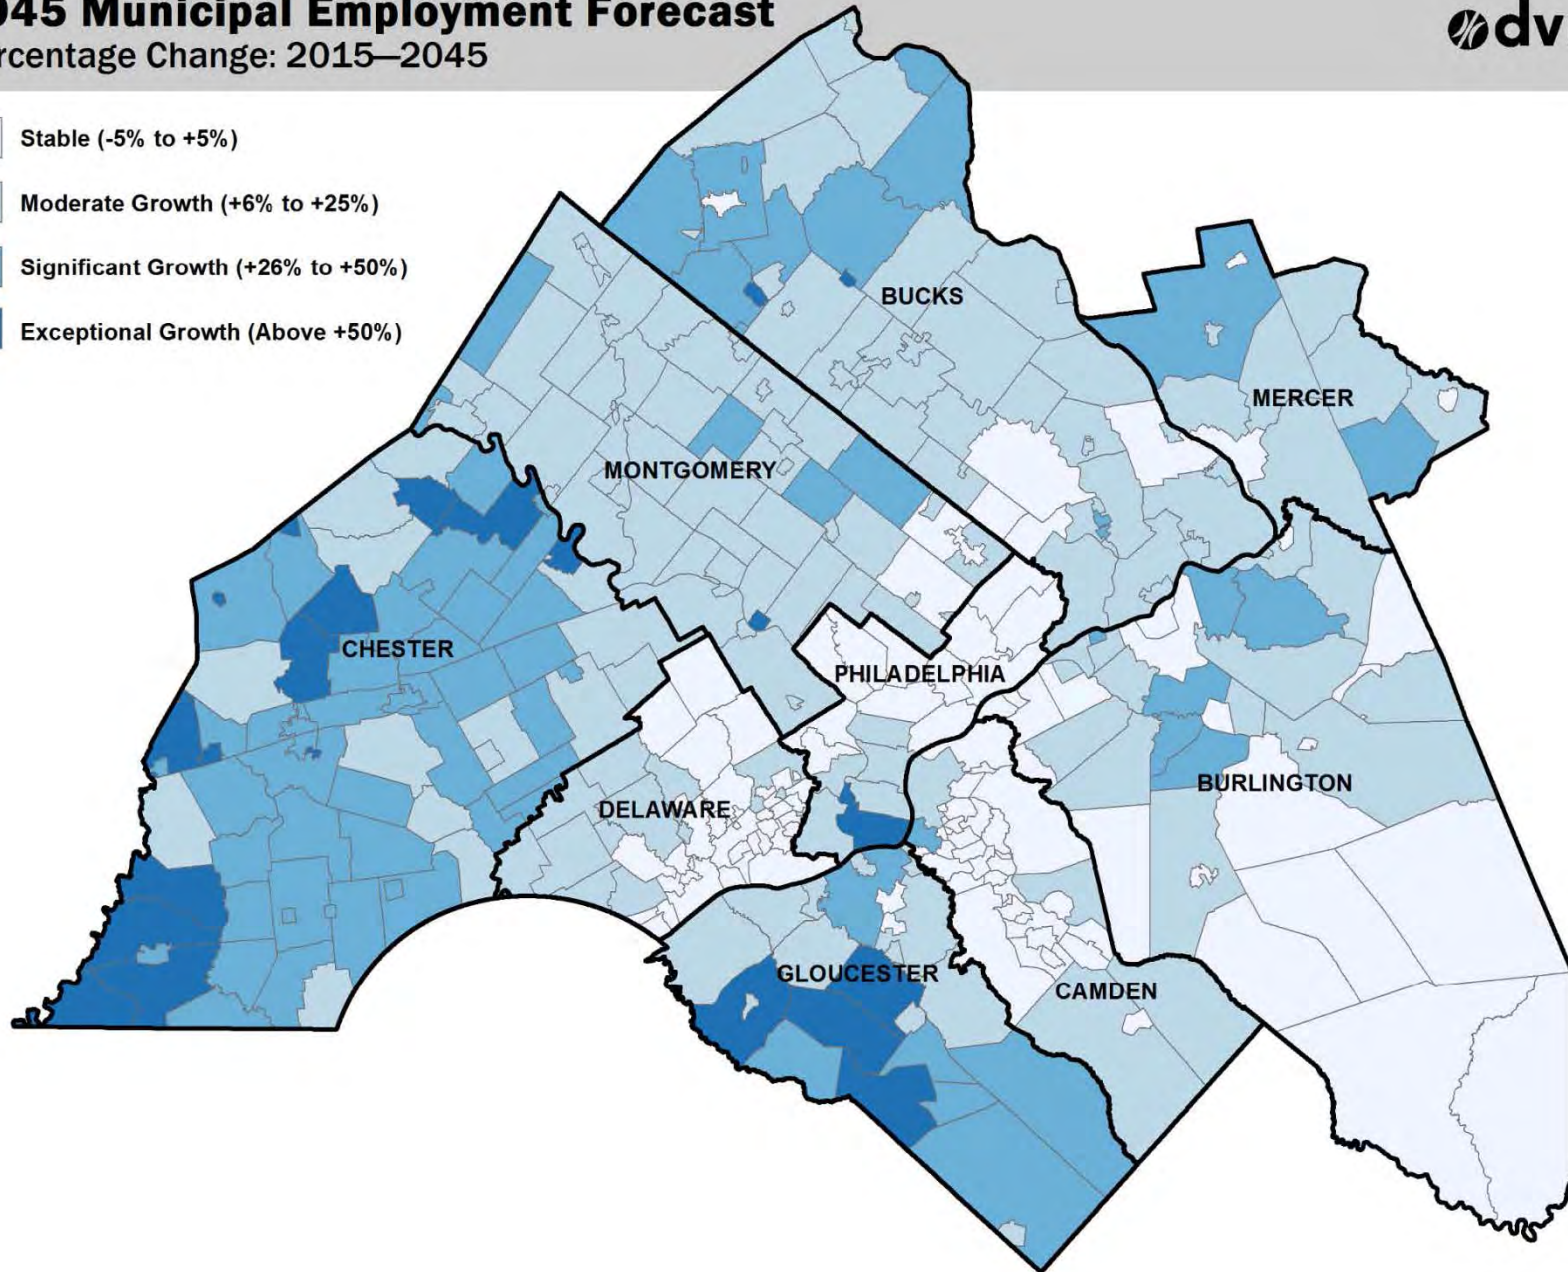 045 Municipal Employment Forecast
rcentage Change: 2015—2045
dv
Stable (-5% to +5%)
Moderate Growth (+6% to +25%)
Significant Growth (+26% to +50%)
Exceptional Growth (Above +50%)
BUCKS
MERCER
MONTGOMERY
CHESTER
PHILADELPHIA
BURLINGTON
DELAWARE
GLOUCESTER
CAMDEN